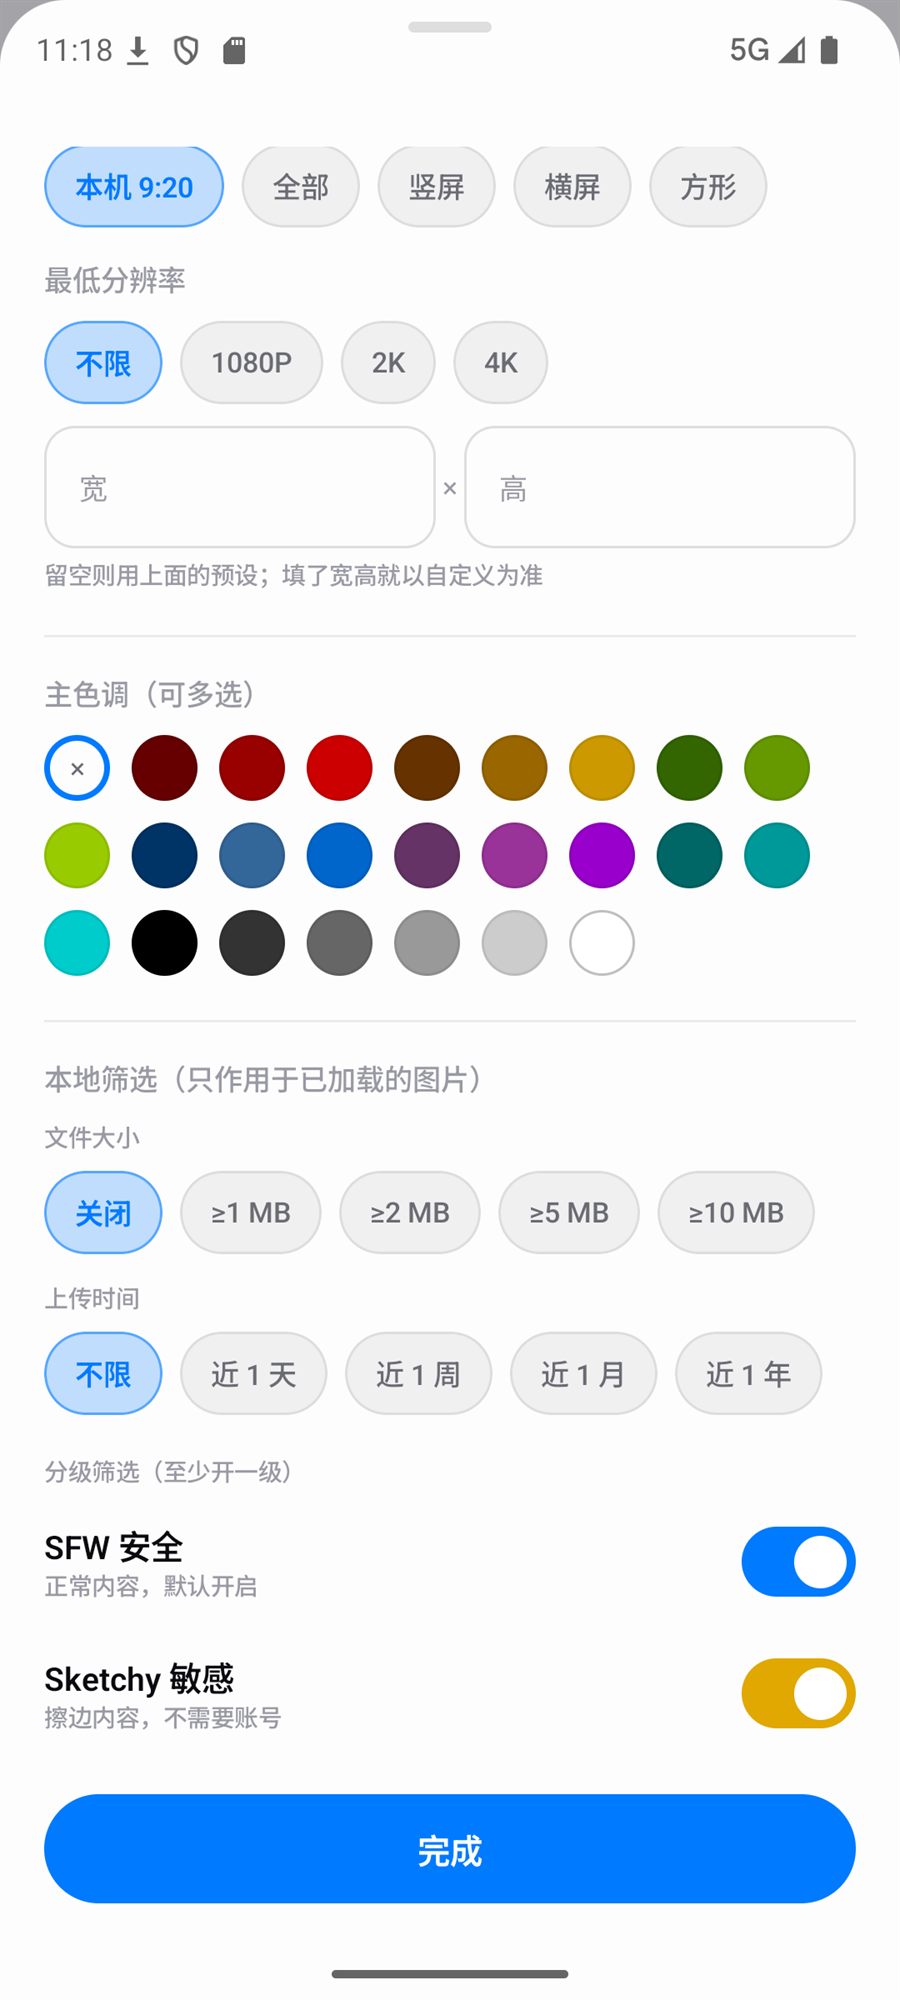 11:18 5G
本机 9:20 全部 竖屏 横屏 方形
最低分辨率
不限 1080P 2K 4K
宽 × 高
留空则用上面的预设；填了宽高就以自定义为准
主色调（可多选）
×
本地筛选（只作用于已加载的图片）
文件大小
关闭 ≥1 MB ≥2 MB ≥5 MB ≥10 MB
上传时间
不限 近 1 天 近 1 周 近 1 月 近 1 年
分级筛选（至少开一级）
SFW 安全
正常内容，默认开启
Sketchy 敏感
擦边内容，不需要账号
完成